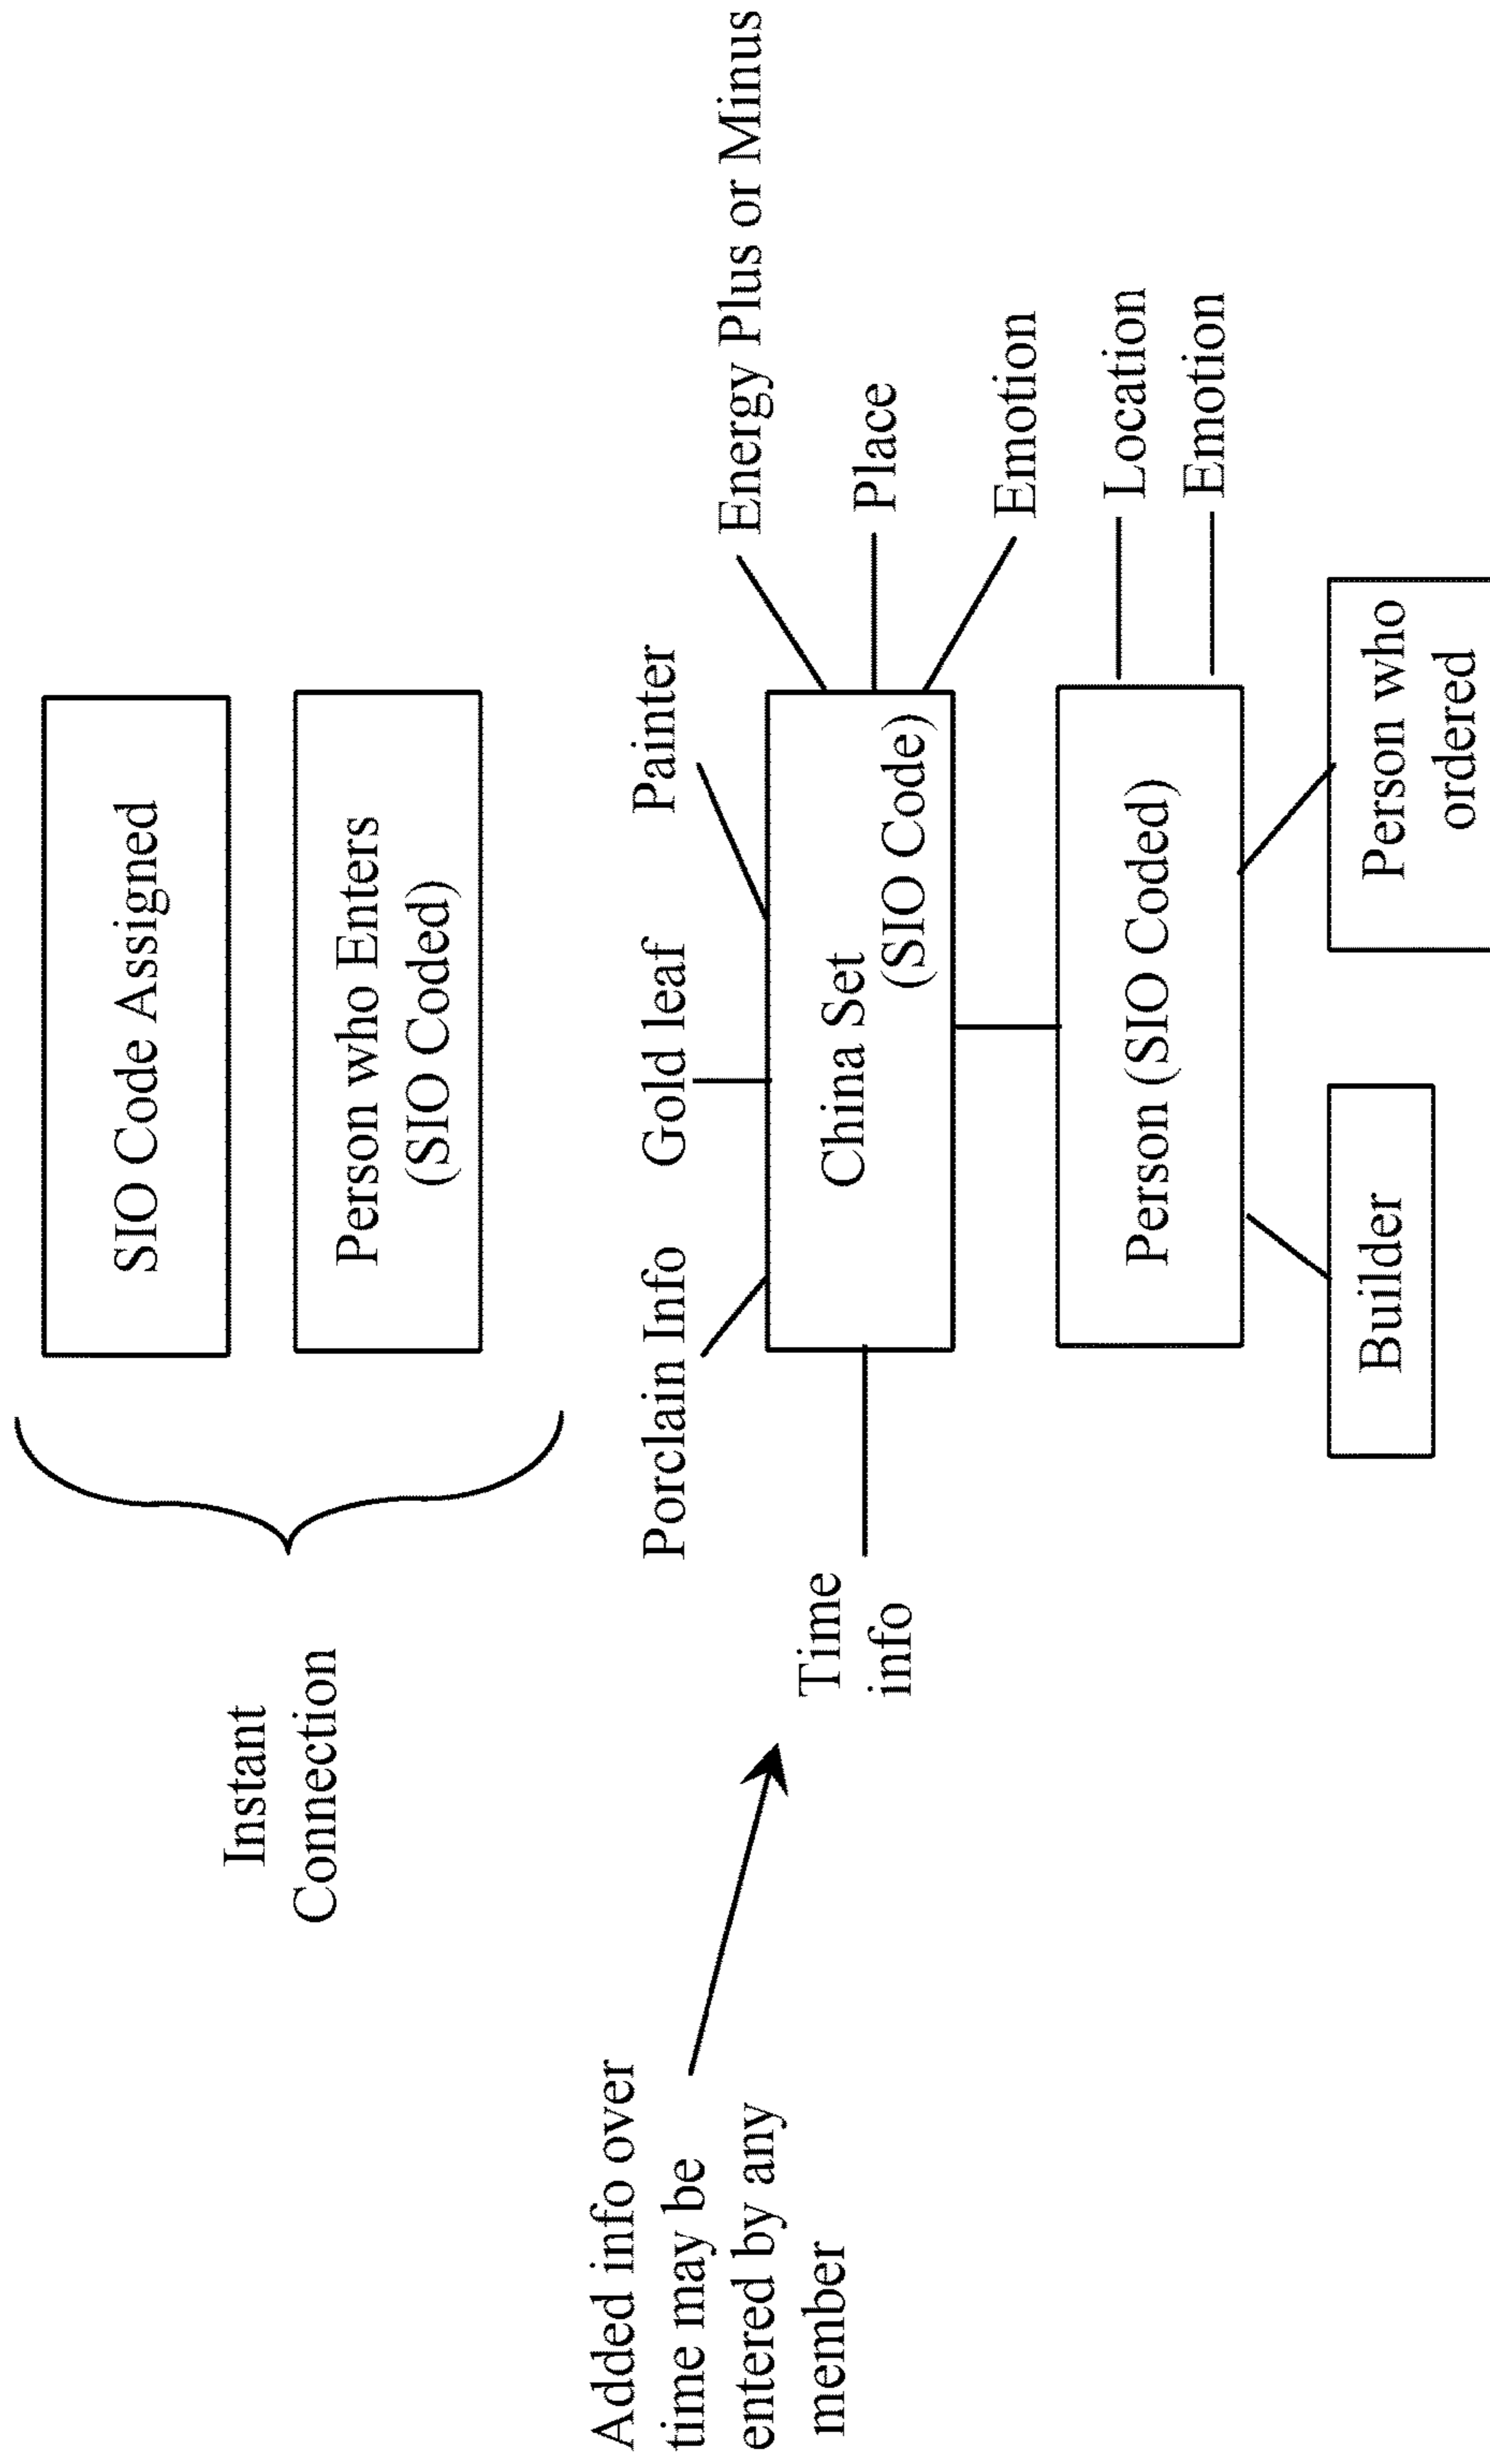 SIO Code Assigned
Instant
Connection
Person who Enters
(SIO Coded)
Added info over
time may be
entered by any
member
Porclain Info
Gold leaf
Painter
Energy Plus or Minus
Time
info
China Set
(SIO Code)
Place
Emotion
Person (SIO Coded)
Location
Emotion
Builder
Person who
ordered